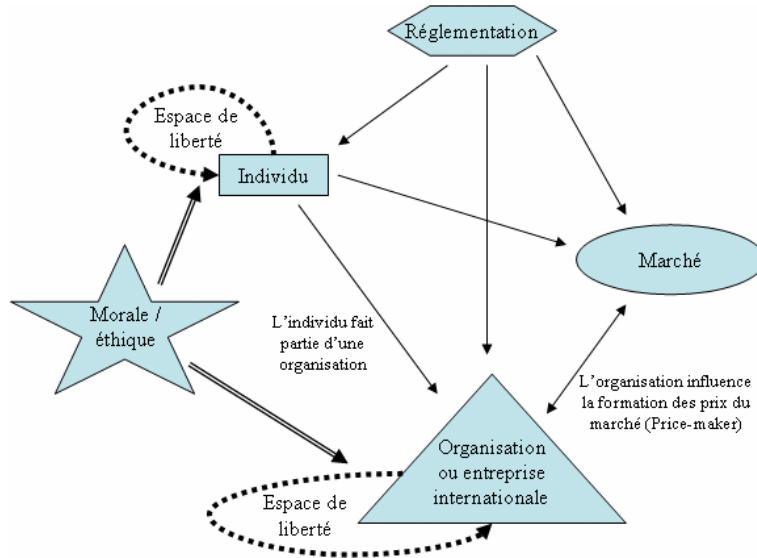 Réglementation
Espace de
liberté
Individu
Marché
Morale /
éthique
L’individu fait
partie d’une
organisation
L’organisation influence
la formation des prix du
marché (Price-maker)
Organisation
ou entreprise
internationale
Espace de
liberté